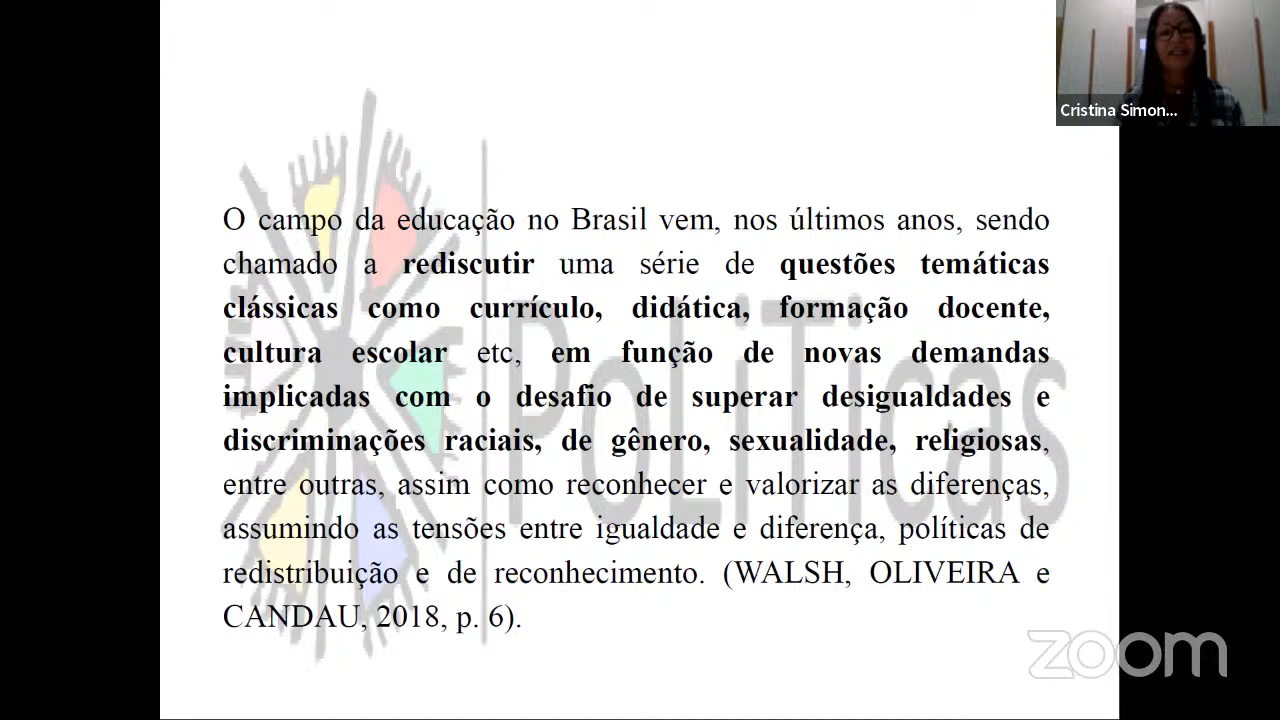 Cristina Simon...
O campo da educação no Brasil vem, nos últimos anos, sendo
chamado a rediscutir uma série de questões temáticas
clássicas como currículo, didática, formação docente,
cultura escolar etc, em função de novas demandas
implicadas com o desafio de superar desigualdades e
discriminações raciais, de gênero, sexualidade, religiosas,
entre outras, assim como reconhecer e valorizar as diferenças,
assumindo as tensões entre igualdade e diferença, políticas de
redistribuição e de reconhecimento. (WALSH, OLIVEIRA e
CANDAU, 2018, p. 6).
PoLiTicas
zoom